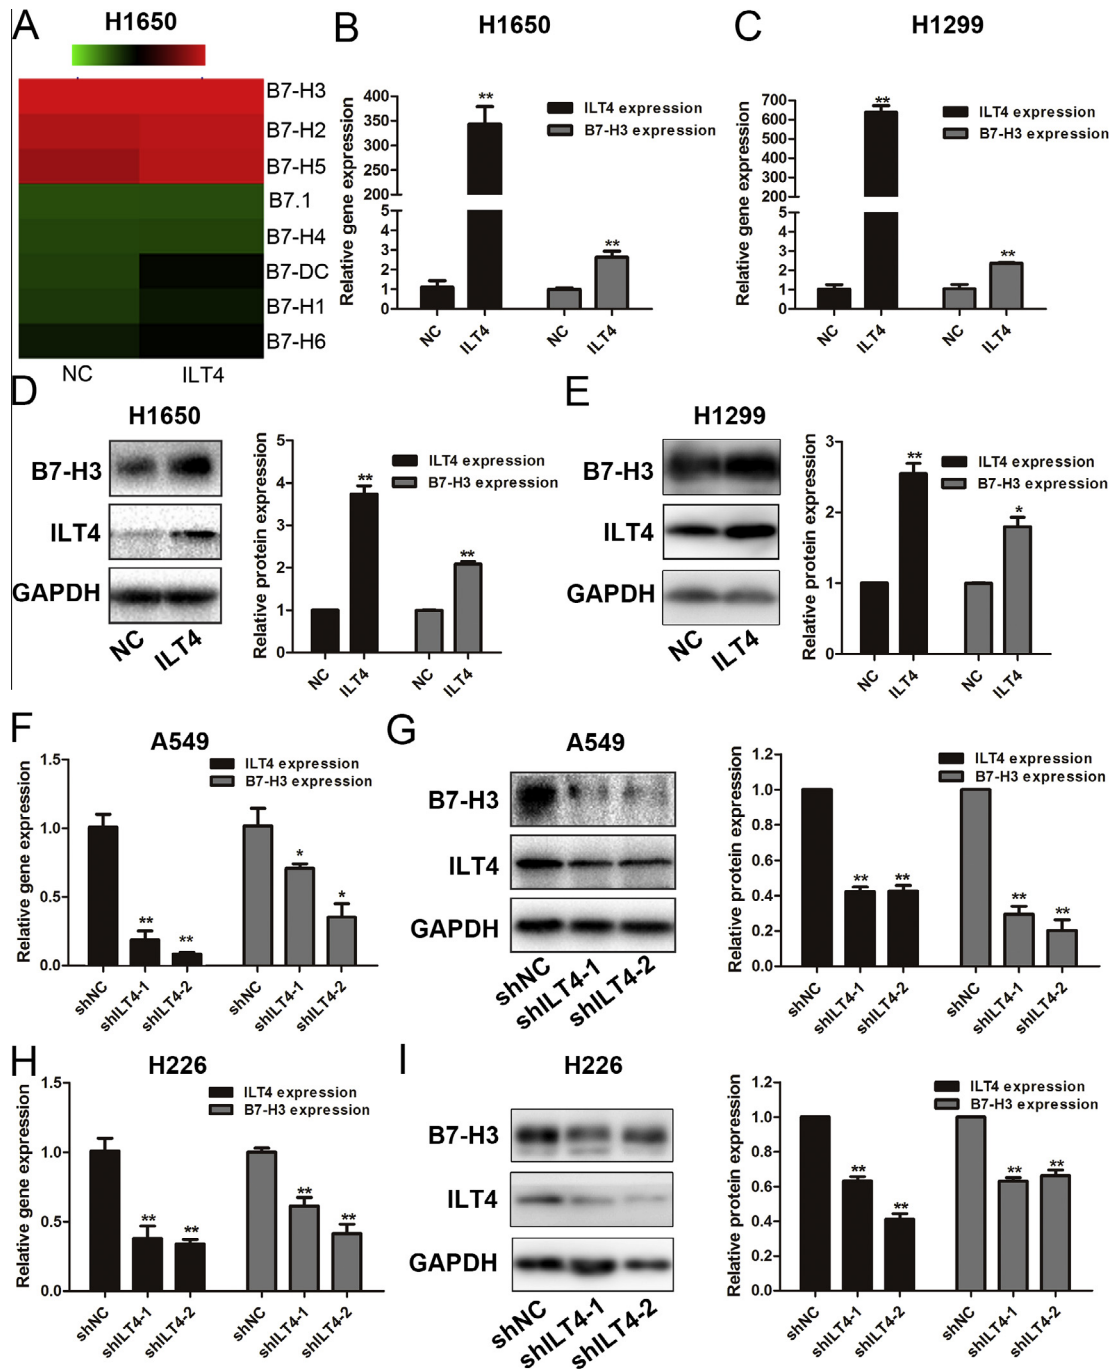 A
H1650
B7-H3
B7-H2
B7-H5
B7.1
B7-H4
B7-DC
B7-H1
B7-H6
NC ILT4
B
H1650
Relative gene expression
400
350
300
250
200
5
4
3
2
1
0
** **
ILT4 expression
B7-H3 expression
NC ILT4 NC ILT4
C
H1299
Relative gene expression
700
600
500
400
300
200
5
4
3
2
1
0
** **
ILT4 expression
B7-H3 expression
NC ILT4 NC ILT4
D
H1650
B7-H3
ILT4
GAPDH
NC ILT4
Relative protein expression
5
4
3
2
1
0
** **
ILT4 expression
B7-H3 expression
NC ILT4 NC ILT4
E
H1299
B7-H3
ILT4
GAPDH
NC ILT4
Relative protein expression
3
2
1
0
** *
ILT4 expression
B7-H3 expression
NC ILT4 NC ILT4
F
A549
Relative gene expression
1.5
1.0
0.5
0.0
** ** * *
ILT4 expression
B7-H3 expression
shNC shILT4-1 shILT4-2 shNC shILT4-1 shILT4-2
G
A549
B7-H3
ILT4
GAPDH
shNC shILT4-1 shILT4-2
Relative protein expression
1.2
1.0
0.8
0.6
0.4
0.2
0.0
** ** ** **
ILT4 expression
B7-H3 expression
shNC shILT4-1 shILT4-2 shNC shILT4-1 shILT4-2
H
H226
Relative gene expression
1.5
1.0
0.5
0.0
** ** ** **
ILT4 expression
B7-H3 expression
shNC shILT4-1 shILT4-2 shNC shILT4-1 shILT4-2
I
H226
B7-H3
ILT4
GAPDH
shNC shILT4-1 shILT4-2
Relative protein expression
1.2
1.0
0.8
0.6
0.4
0.2
0.0
** ** ** **
ILT4 expression
B7-H3 expression
shNC shILT4-1 shILT4-2 shNC shILT4-1 shILT4-2